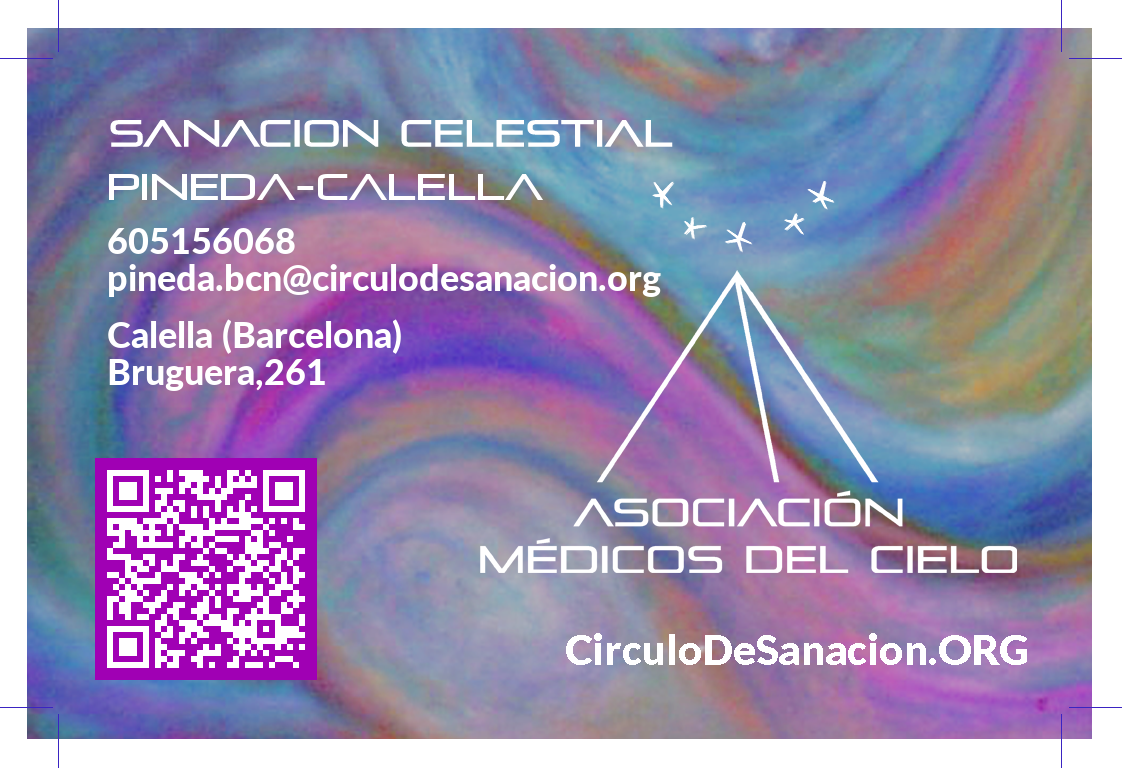 SANACION CELESTIAL
PINEDA-CALELLA
605156068
pineda.bcn@circulodesanacion.org
Calella (Barcelona)
Bruguera,261
ASOCIACIÓN
MÉDICOS DEL CIELO
CirculoDeSanacion.ORG